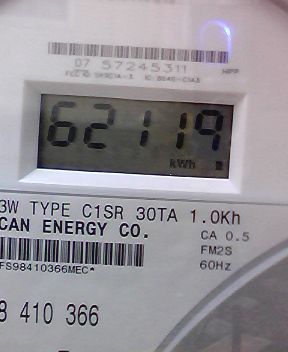 07 57245311
62119
kWh
3W TYPE C1SR 30TA 1.0Kh
CAN ENERGY CO.
CA 0.5
FM2S
60Hz
FS98410366MEC*
8 410 366